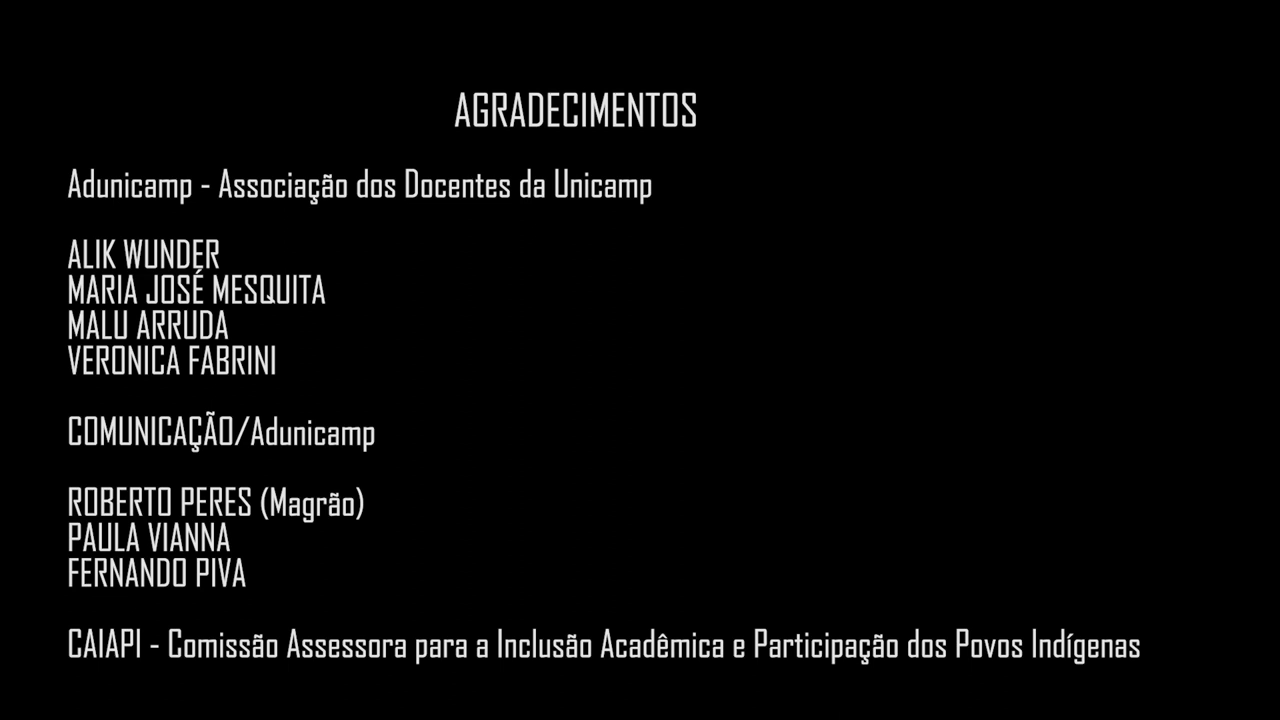 AGRADECIMENTOS
Adunicamp - Associação dos Docentes da Unicamp
ALIK WUNDER
MARIA JOSÉ MESQUITA
MALU ARRUDA
VERONICA FABRINI
COMUNICAÇÃO/Adunicamp
ROBERTO PERES (Magrão)
PAULA VIANNA
FERNANDO PIVA
CAIAPI - Comissão Assessora para a Inclusão Acadêmica e Participação dos Povos Indígenas